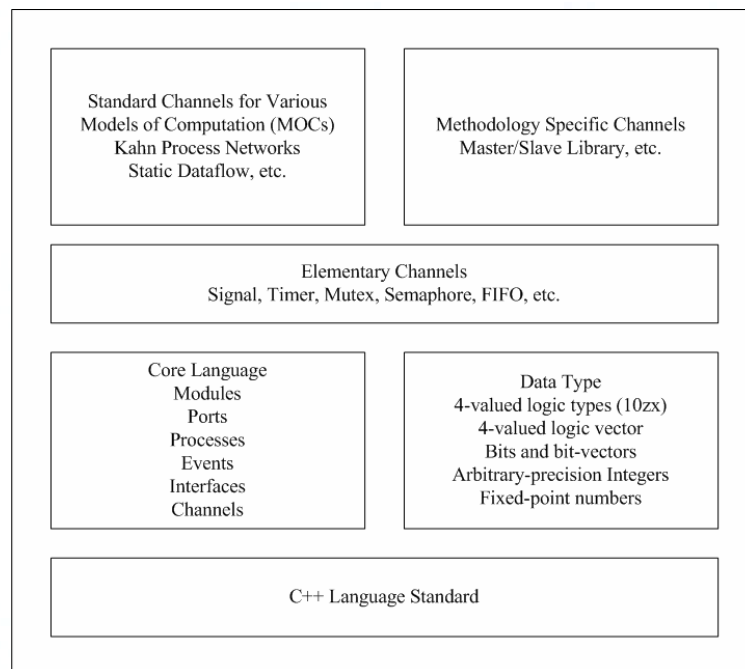 Standard Channels for Various
Models of Computation (MOCs)
Kahn Process Networks
Static Dataflow, etc.
Methodology Specific Channels
Master/Slave Library, etc.
Elementary Channels
Signal, Timer, Mutex, Semaphore, FIFO, etc.
Core Language
Modules
Ports
Processes
Events
Interfaces
Channels
Data Type
4-valued logic types (10zx)
4-valued logic vector
Bits and bit-vectors
Arbitrary-precision Integers
Fixed-point numbers
C++ Language Standard